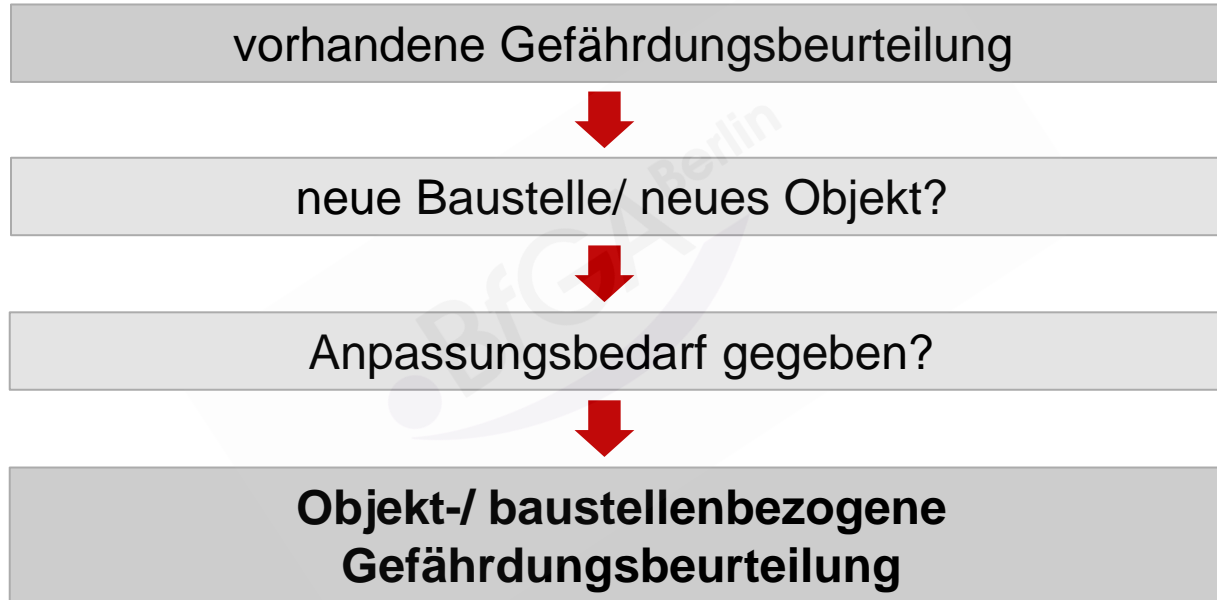 vorhandene Gefährdungsbeurteilung
BfGA Berlin
neue Baustelle/ neues Objekt?
Anpassungsbedarf gegeben?
Objekt-/ baustellenbezogene
Gefährdungsbeurteilung